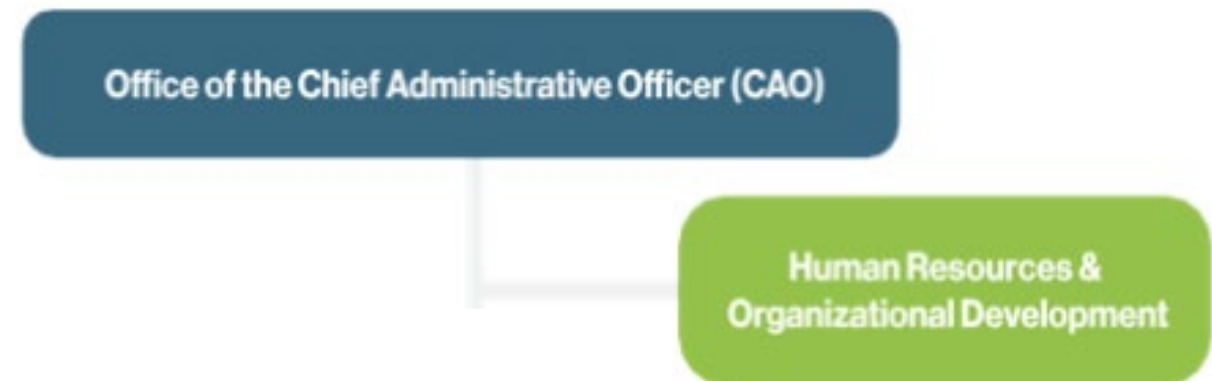 Office of the Chief Administrative Officer (CAO)
Human Resources &
Organizational Development